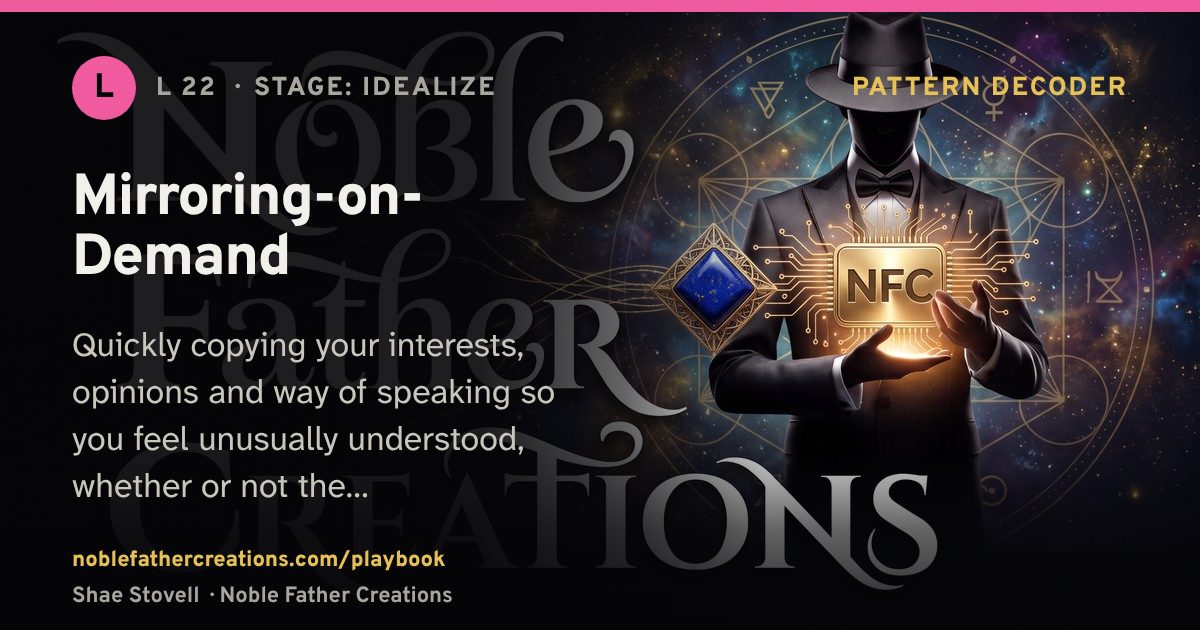 L
L 22 · STAGE: IDEALIZE
PATTERN DECODER
Mirroring-on-
Demand
Quickly copying your interests,
opinions and way of speaking so
you feel unusually understood,
whether or not the...
noblefathercreations.com/playbook
Shae Stovell · Noble Father Creations
Noble
Father
Creations
NFC